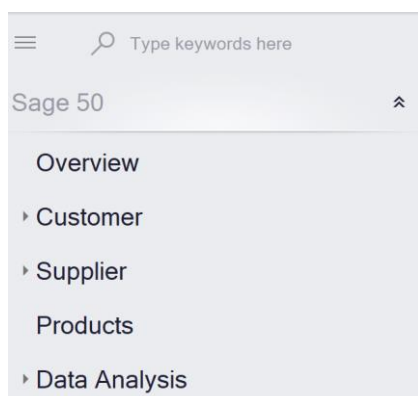 Type keywords here
Sage 50
Overview
Customer
Supplier
Products
Data Analysis